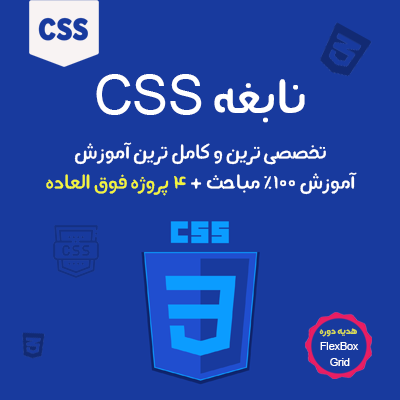 CSS
نابغه CSS
تخصصی ترین و کامل ترین آموزش
آموزش ۱۰۰٪ مباحث + ۴ پروژه فوق العاده
CSS
CSS
هدیه دوره
FlexBox
Grid